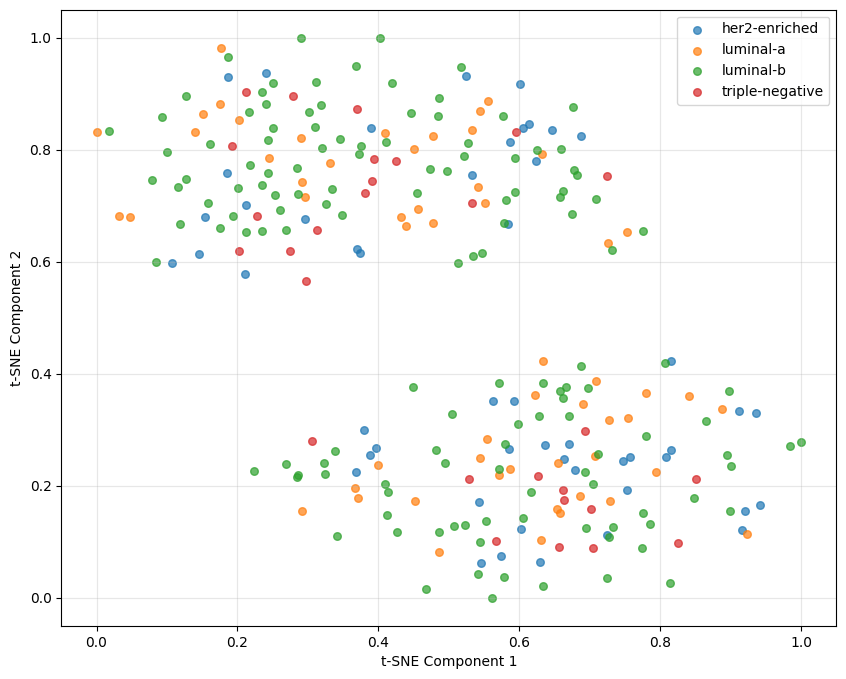 her2-enriched
luminal-a
luminal-b
triple-negative
1.0
0.8
0.6
0.4
0.2
0.0
t-SNE Component 2
0.0 0.2 0.4 0.6 0.8 1.0
t-SNE Component 1